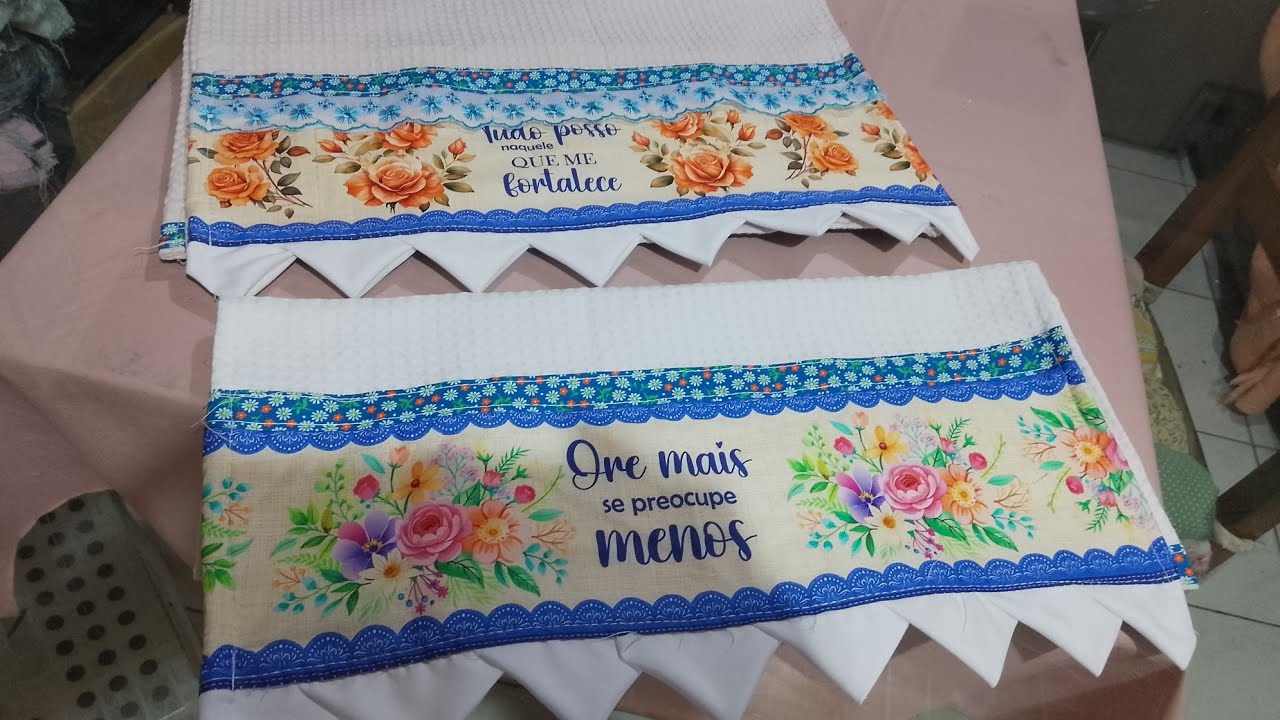 Tudo posso
naquele
QUE ME
fortalece
Ore mais
se preocupe
menos